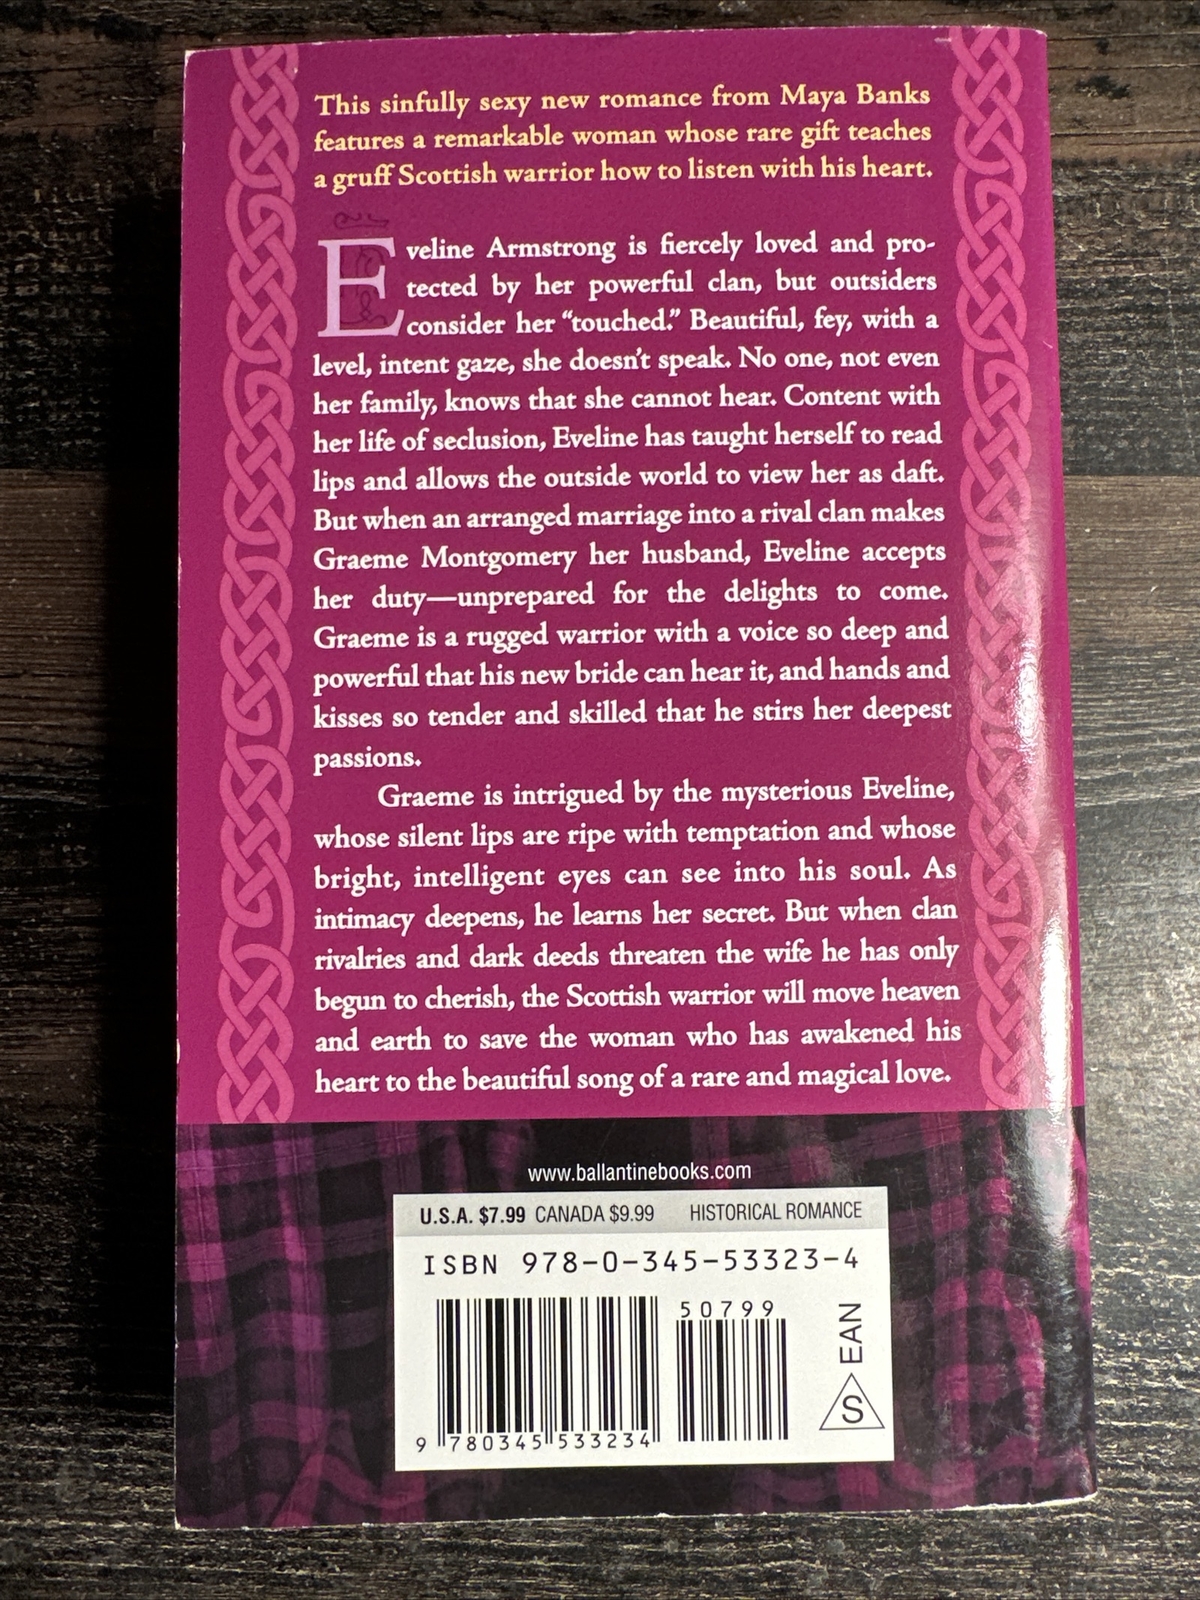 This sinfully sexy new romance from Maya Banks
features a remarkable woman whose rare gift teaches
a gruff Scottish warrior how to listen with his heart.
Eveline Armstrong is fiercely loved and pro-
tected by her powerful clan, but outsiders
consider her “touched.” Beautiful, fey, with a
level, intent gaze, she doesn’t speak. No one, not even
her family, knows that she cannot hear. Content with
her life of seclusion, Eveline has taught herself to read
lips and allows the outside world to view her as daft.
But when an arranged marriage into a rival clan makes
Graeme Montgomery her husband, Eveline accepts
her duty—unprepared for the delights to come.
Graeme is a rugged warrior with a voice so deep and
powerful that his new bride can hear it, and hands and
kisses so tender and skilled that he stirs her deepest
passions.
Graeme is intrigued by the mysterious Eveline,
whose silent lips are ripe with temptation and whose
bright, intelligent eyes can see into his soul. As
intimacy deepens, he learns her secret. But when clan
rivalries and dark deeds threaten the wife he has only
begun to cherish, the Scottish warrior will move heaven
and earth to save the woman who has awakened his
heart to the beautiful song of a rare and magical love.
www.ballantinebooks.com
U.S.A. $7.99 CANADA $9.99 HISTORICAL ROMANCE
ISBN 978-0-345-53323-4
50799
EAN
S
9 780345 533234